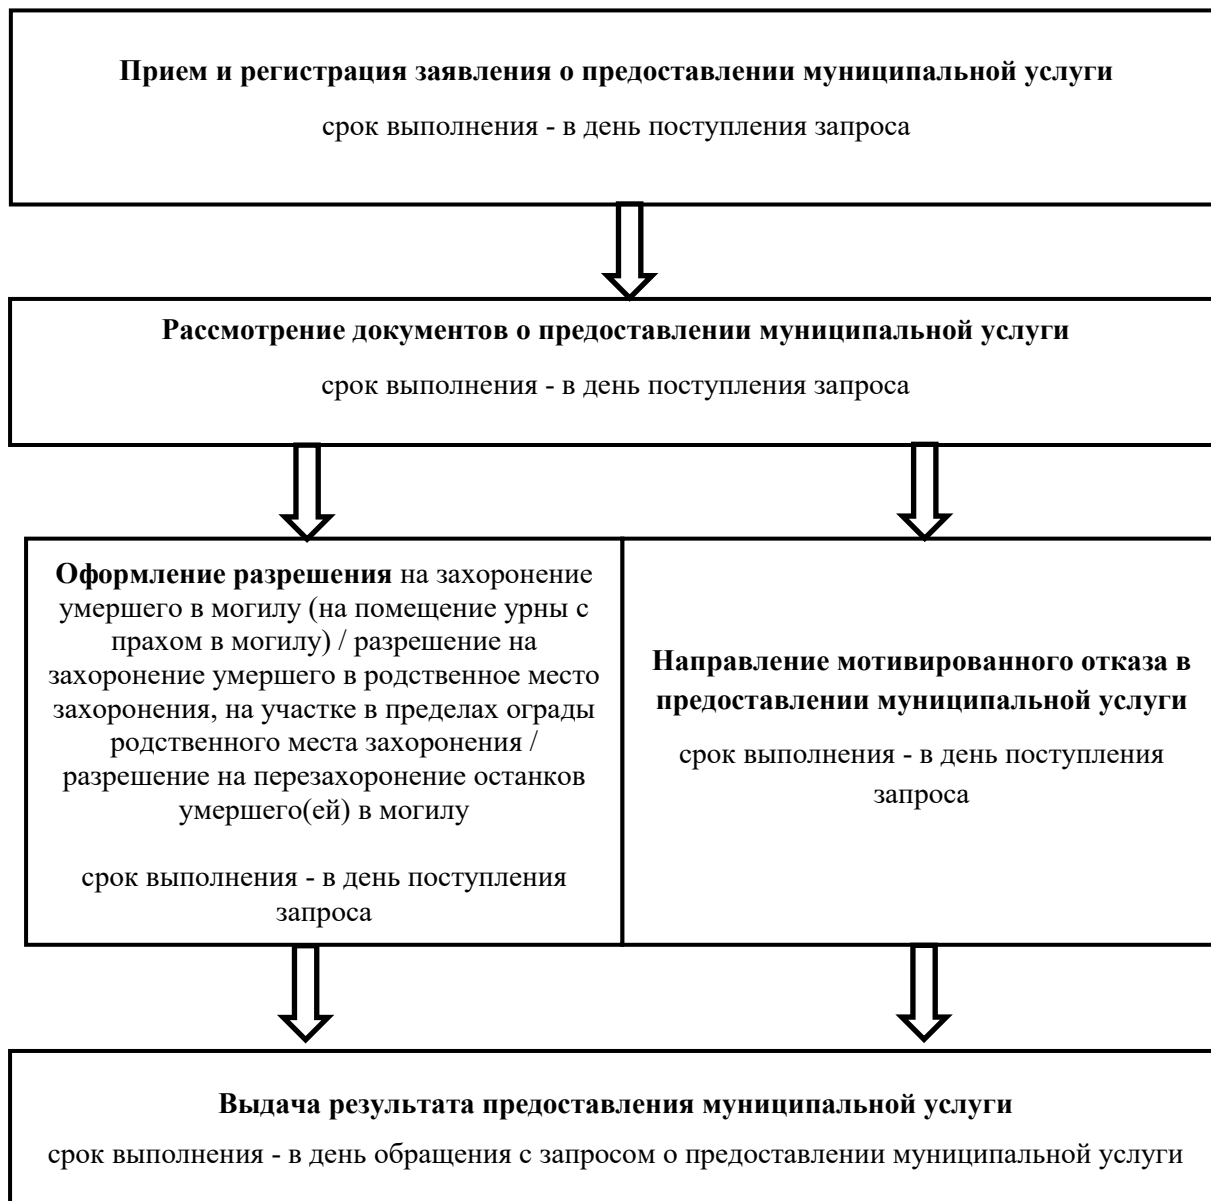 Прием и регистрация заявления о предоставлении муниципальной услуги
срок выполнения - в день поступления запроса
Рассмотрение документов о предоставлении муниципальной услуги
срок выполнения - в день поступления запроса
Оформление разрешения на захоронение
умершего в могилу (на помещение урны с
прахом в могилу) / разрешение на
захоронение умершего в родственное место
захоронения, на участке в пределах ограды
родственного места захоронения /
разрешение на перезахоронение останков
умершего(ей) в могилу
срок выполнения - в день поступления
запроса
Направление мотивированного отказа в
предоставлении муниципальной услуги
срок выполнения - в день поступления
запроса
Выдача результата предоставления муниципальной услуги
срок выполнения - в день обращения с запросом о предоставлении муниципальной услуги